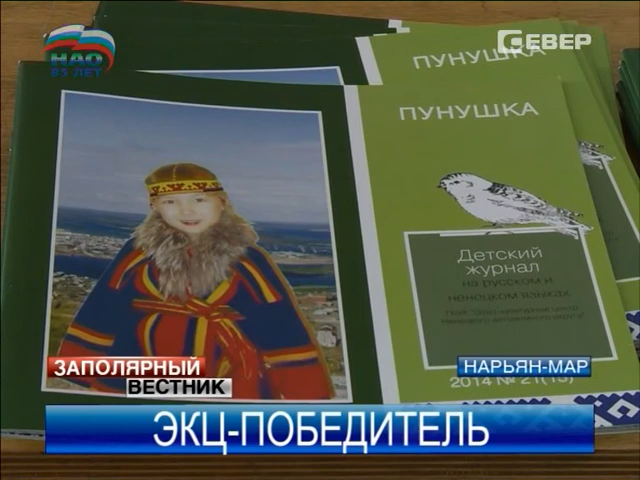 НАО
85 ЛЕТ
СЕВЕР
ПУНУШКА
ПУНУШКА
Детский
журнал
на русском и
ненецком языках
2014 № 21(15)
ЗАПОЛЯРНЫЙ
ВЕСТНИК
НАРЬЯН-МАР
ЭКЦ-ПОБЕДИТЕЛЬ